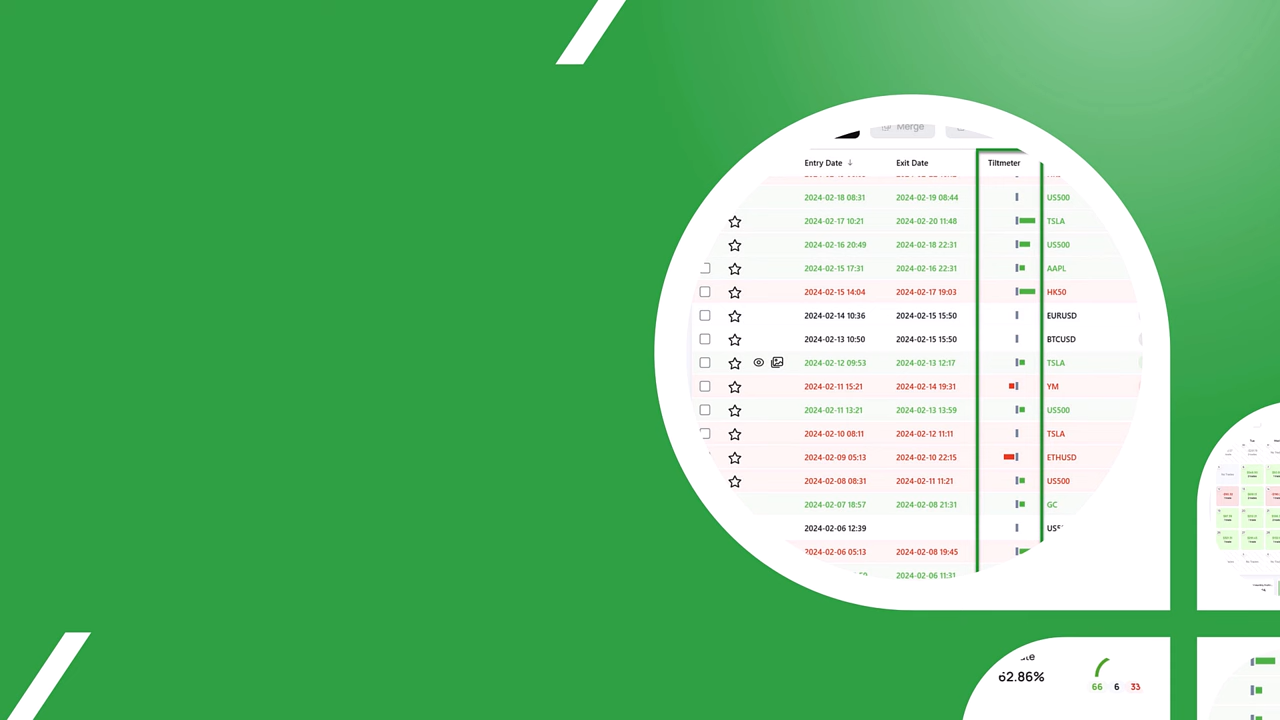 Merge
Entry Date ↓ Exit Date Tiltmeter
2024-02-18 08:31 2024-02-19 08:44 US500
2024-02-17 10:21 2024-02-20 11:48 TSLA
2024-02-16 20:49 2024-02-18 22:31 US500
2024-02-15 17:31 2024-02-16 22:31 AAPL
2024-02-15 14:04 2024-02-17 19:03 HK50
2024-02-14 10:36 2024-02-15 15:50 EURUSD
2024-02-13 10:50 2024-02-15 15:50 BTCUSD
2024-02-12 09:53 2024-02-13 12:17 TSLA
2024-02-11 15:21 2024-02-14 19:31 YM
2024-02-11 13:21 2024-02-13 13:59 US500
2024-02-10 08:11 2024-02-12 11:11 TSLA
2024-02-09 05:13 2024-02-10 22:15 ETHUSD
2024-02-08 08:31 2024-02-11 11:21 US500
2024-02-07 18:57 2024-02-08 21:31 GC
2024-02-06 12:39
2024-02-06 05:13 2024-02-08 19:45
2024-02-06 11:31
62.86%
66 6 33